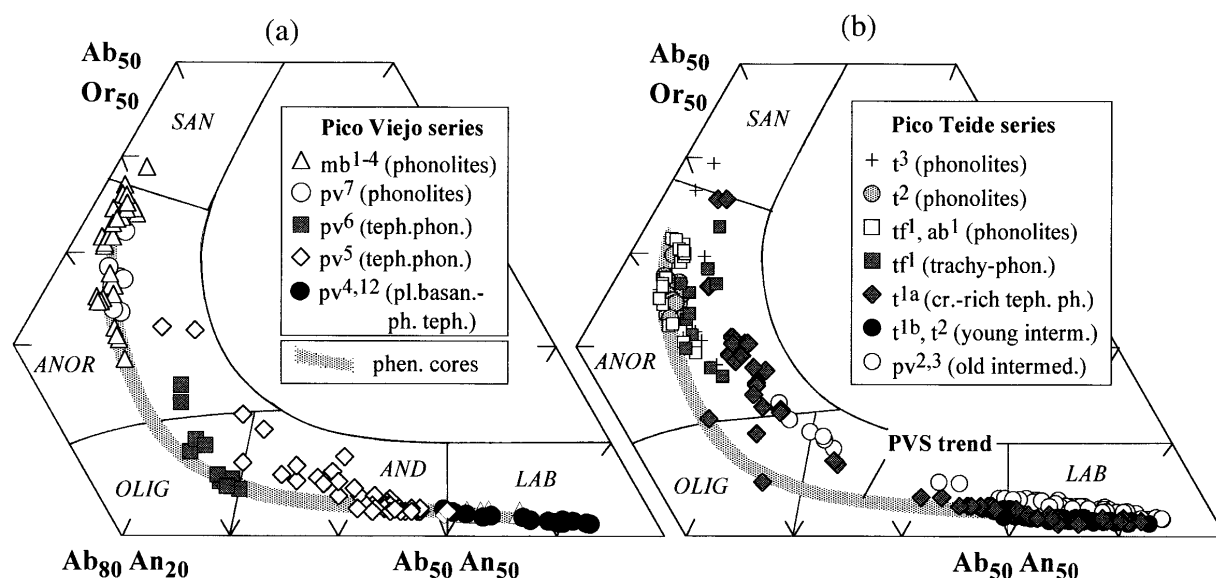 (a)
Ab50
Or50
SAN
Pico Viejo series
mb1-4 (phonolites)
pv7 (phonolites)
pv6 (teph.phon.)
pv5 (teph.phon.)
pv4,12 (pl.basan.-
ph. teph.)
phen. cores
ANOR
OLIG
AND
LAB
Ab80 An20
Ab50 An50
(b)
Ab50
Or50
SAN
Pico Teide series
t3 (phonolites)
t2 (phonolites)
tf1, ab1 (phonolites)
tf1 (trachy-phon.)
t1a (cr.-rich teph. ph.)
t1b, t2 (young interm.)
pv2,3 (old intermed.)
ANOR
PVS trend
OLIG
LAB
Ab50 An50